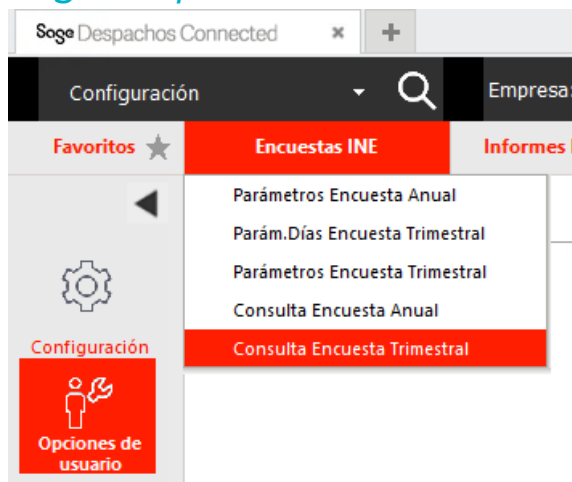 Sage Despachos Connected × +
Configuración
Empresa:
Favoritos
Encuestas INE
Informes
Parámetros Encuesta Anual
Parám.Días Encuesta Trimestral
Parámetros Encuesta Trimestral
Consulta Encuesta Anual
Consulta Encuesta Trimestral
Configuración
Opciones de
usuario